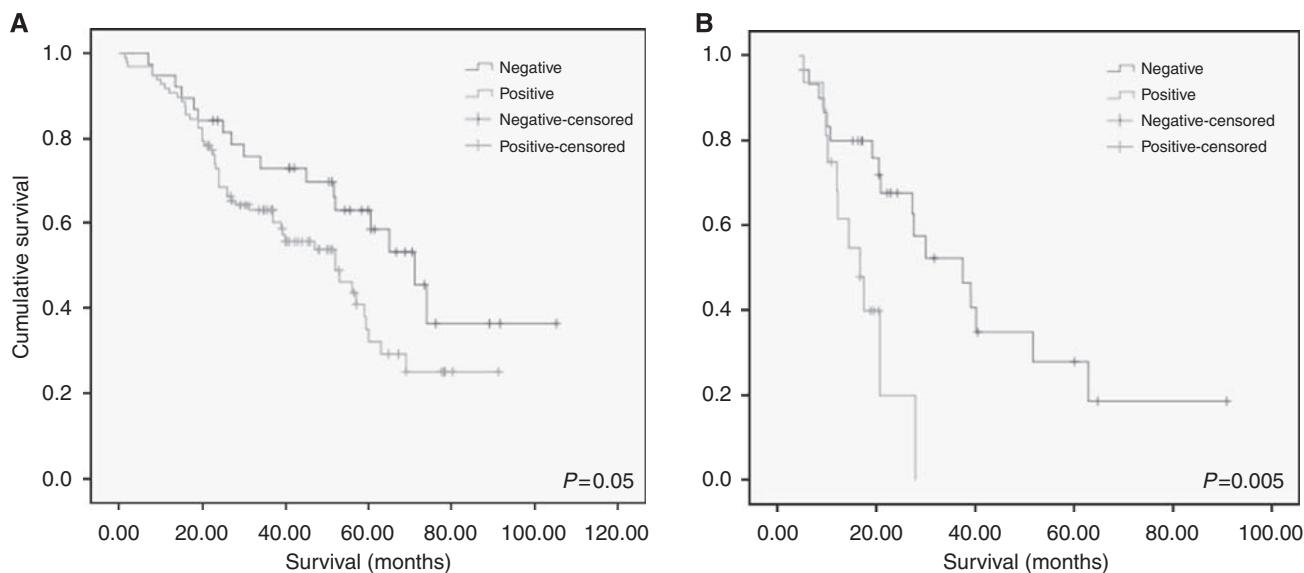 A
Cumulative survival
1.0
0.8
0.6
0.4
0.2
0.0
Negative
Positive
Negative-censored
Positive-censored
P=0.05
0.00 20.00 40.00 60.00 80.00 100.00 120.00
Survival (months)
B
1.0
0.8
0.6
0.4
0.2
0.0
Negative
Positive
Negative-censored
Positive-censored
P=0.005
0.00 20.00 40.00 60.00 80.00 100.00
Survival (months)